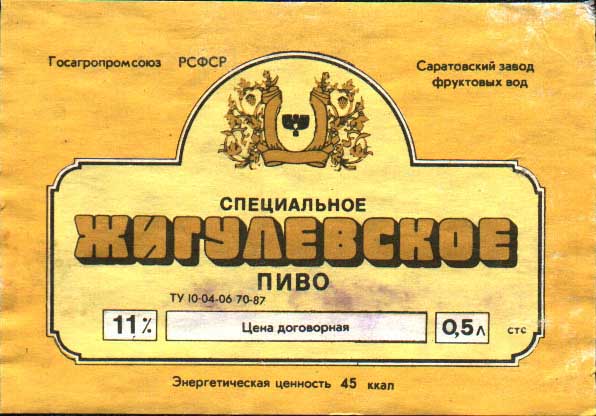 Госагропромсоюз РСФСР
Саратовский завод
фруктовых вод
СПЕЦИАЛЬНОЕ
ЖИГУЛЕВСКОЕ
ПИВО
ТУ 10-04-06 70-87
11%
Цена договорная
0,5 л
стс
Энергетическая ценность 45 ккал